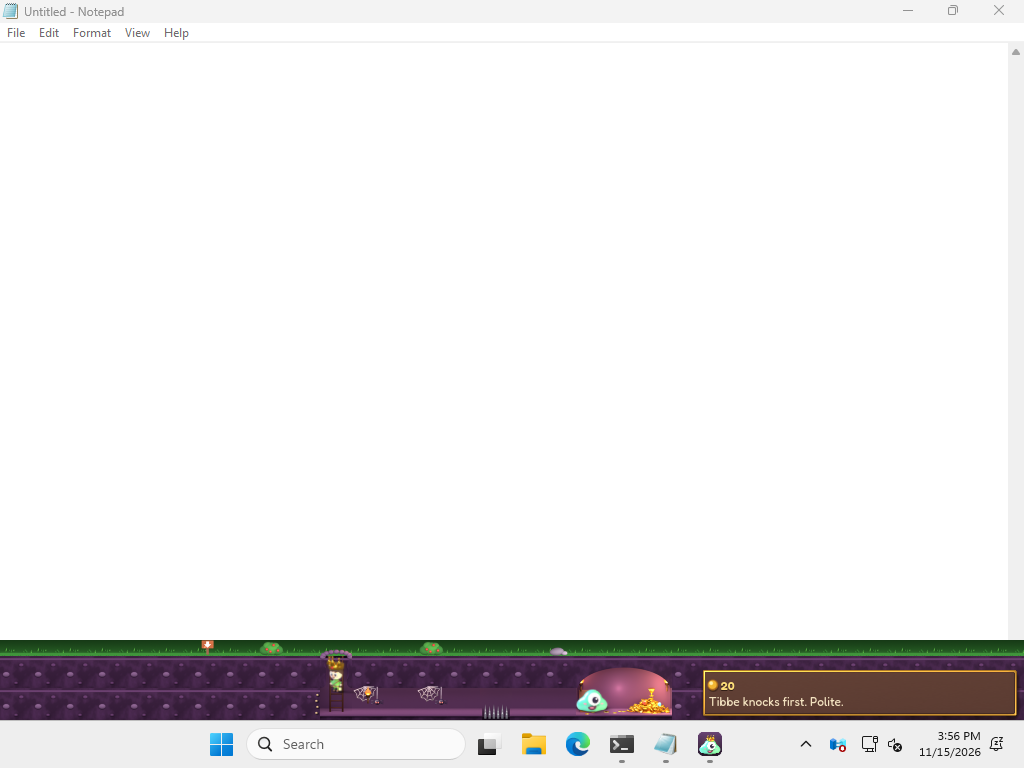 Untitled - Notepad
File Edit Format View Help
20
Tibbe knocks first. Polite.
Search
3:56 PM
11/15/2026